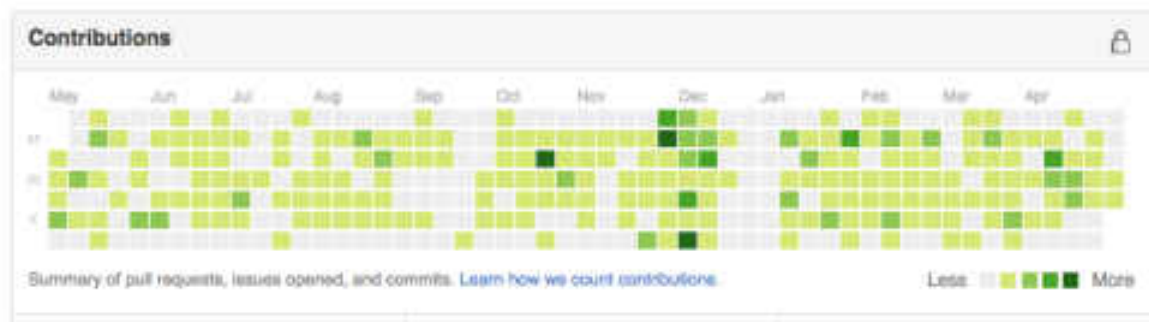 Contributions
May Jun Jul Aug Sep Oct Nov Dec Jan Feb Mar Apr
M
Summary of pull requests, issues opened, and commits. Learn how we count contributions.
Less More